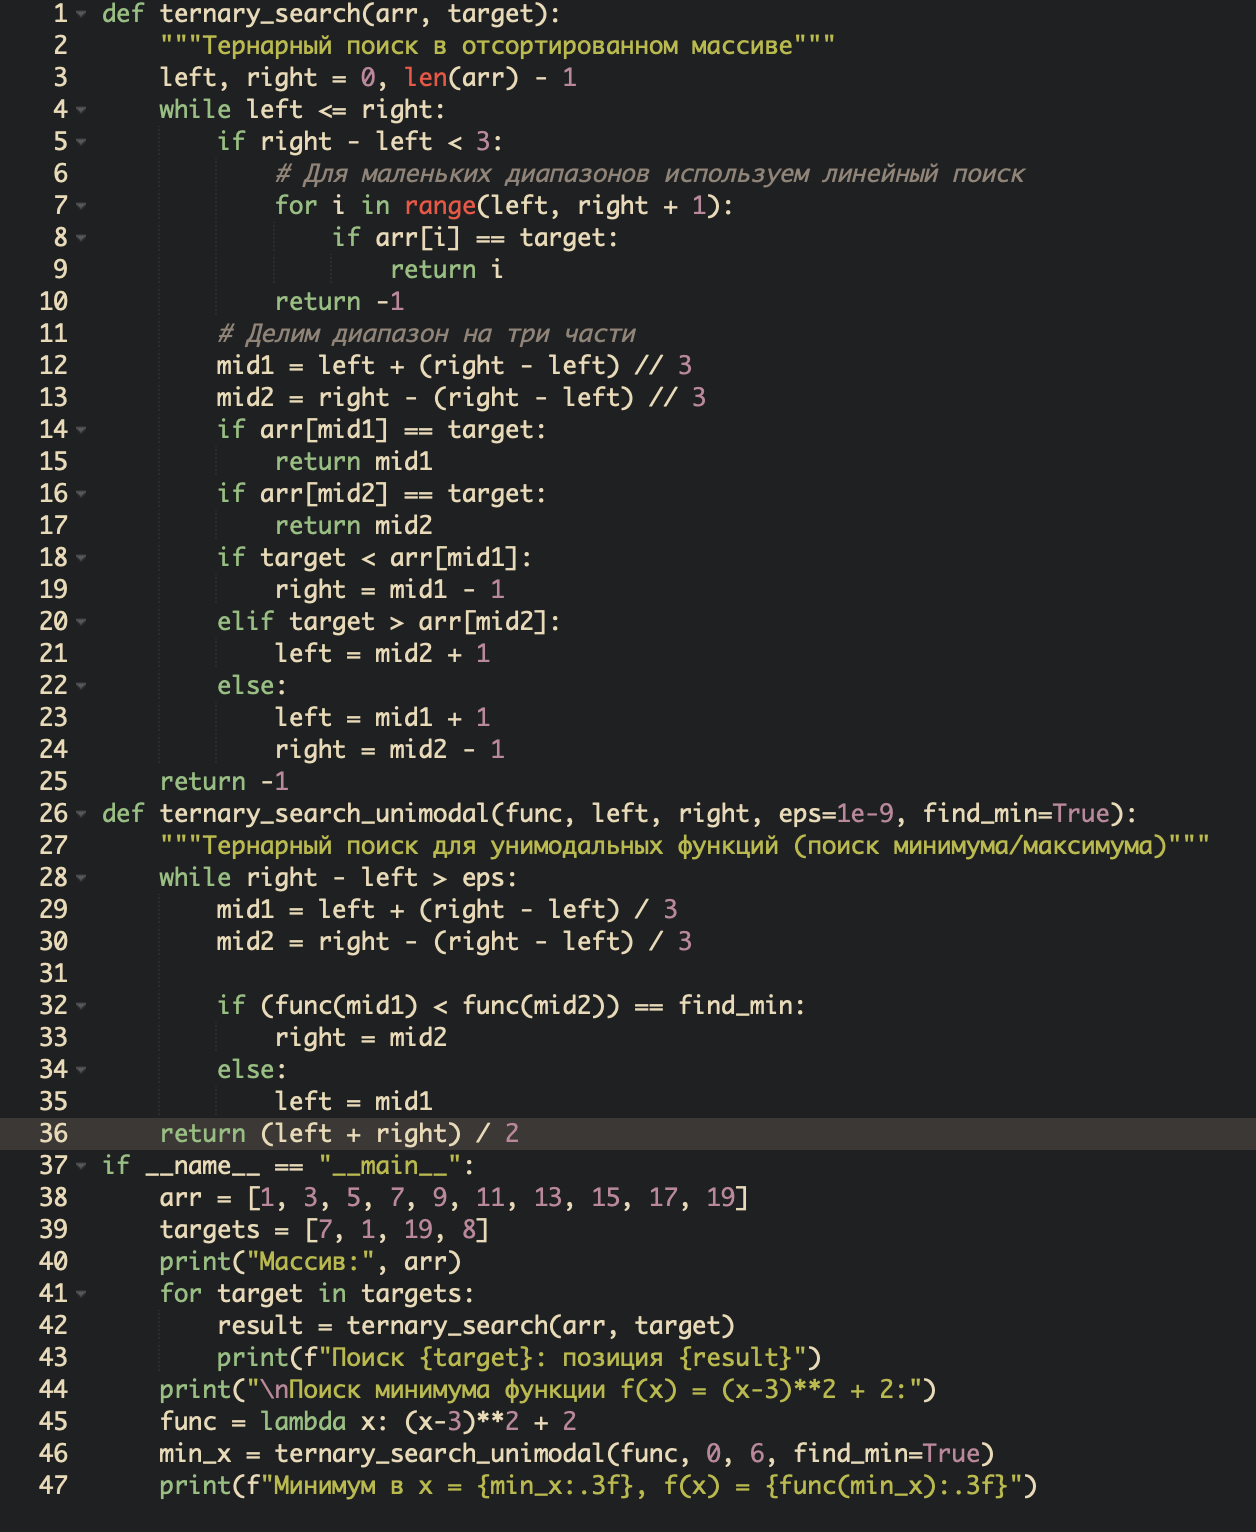 1 def ternary_search(arr, target):
2     """Тернарный поиск в отсортированном массиве"""
3     left, right = 0, len(arr) - 1
4     while left <= right:
5         if right - left < 3:
6             # Для маленьких диапазонов используем линейный поиск
7             for i in range(left, right + 1):
8                 if arr[i] == target:
9                     return i
10             return -1
11         # Делим диапазон на три части
12         mid1 = left + (right - left) // 3
13         mid2 = right - (right - left) // 3
14         if arr[mid1] == target:
15             return mid1
16         if arr[mid2] == target:
17             return mid2
18         if target < arr[mid1]:
19             right = mid1 - 1
20         elif target > arr[mid2]:
21             left = mid2 + 1
22         else:
23             left = mid1 + 1
24             right = mid2 - 1
25     return -1
26 def ternary_search_unimodal(func, left, right, eps=1e-9, find_min=True):
27     """Тернарный поиск для унимодальных функций (поиск минимума/максимума)"""
28     while right - left > eps:
29         mid1 = left + (right - left) / 3
30         mid2 = right - (right - left) / 3
31
32         if (func(mid1) < func(mid2)) == find_min:
33             right = mid2
34         else:
35             left = mid1
36     return (left + right) / 2
37 if __name__ == "__main__":
38     arr = [1, 3, 5, 7, 9, 11, 13, 15, 17, 19]
39     targets = [7, 1, 19, 8]
40     print("Массив:", arr)
41     for target in targets:
42         result = ternary_search(arr, target)
43         print(f"Поиск {target}: позиция {result}")
44     print("\nПоиск минимума функции f(x) = (x-3)**2 + 2:")
45     func = lambda x: (x-3)**2 + 2
46     min_x = ternary_search_unimodal(func, 0, 6, find_min=True)
47     print(f"Минимум в x = {min_x:.3f}, f(x) = {func(min_x):.3f}")